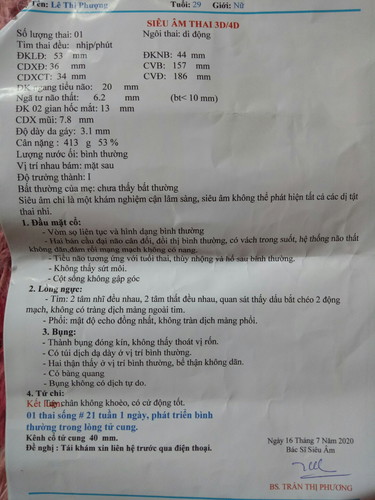 Tên: Lê Thị Phượng Tuổi: 29 Giới: Nữ
SIÊU ÂM THAI 3D/4D
Số lượng thai: 01 Ngôi thai: di động
Tim thai đều: nhịp/phút
ĐKLĐ: 53 mm ĐKNB: 44 mm
CDXĐ: 36 mm CVB: 157 mm
CDXCT: 34 mm CVĐ: 186 mm
ĐK ngang tiểu não: 20 mm
Ngã tư não thất: 6.2 mm (bt< 10 mm)
ĐK 02 gian hốc mắt: 13 mm
CDX mũi: 7.8 mm
Độ dày da gáy: 3.1 mm
Cân nặng : 413 g 53 %
Lượng nước ối: bình thường
Vị trí nhau bám: mặt sau
Độ trưởng thành: I
Bất thường của mẹ: chưa thấy bất thường
Siêu âm chỉ là một khám nghiệm cận lâm sàng, siêu âm không thể phát hiện tất cả các dị tật
thai nhi.
1. Đầu mặt cổ:
- Vòm sọ liên tục và hình dạng bình thường
- Hai bán cầu đại não cân đối, đối thị bình thường, có vách trong suốt, hệ thống não thất
không dãn,đám rối mạng mạch không có nang.
- Tiểu não tương ứng với tuổi thai, thùy nhộng và hố sau bình thường.
- Không thấy sứt môi.
- Cột sống không gập góc
2. Lồng ngực:
- Tim: 2 tâm nhĩ đều nhau, 2 tâm thất đều nhau, quan sát thấy dấu bắt chéo 2 động
mạch, không có tràng dịch màng ngoài tim.
- Phổi: mật độ echo đồng nhất, không tràn dịch màng phổi.
3. Bụng:
- Thành bụng đóng kín, không thấy thoát vị rốn.
- Có túi dịch dạ dày ở vị trí bình thường.
- Hai thận thấy ở vị trí bình thường, bể thận không dãn.
- Có bàng quang
- Bụng không có dịch tự do.
4. Tứ chi:
Kết luận: Tay, chân không khoèo, có cử động tốt.
01 thai sống # 21 tuần 1 ngày, phát triển bình
thường trong lòng tử cung.
Kênh cổ tử cung 40 mm.
Đề nghị : Tái khám xin liên hệ trước qua điện thoại.
Ngày 16 Tháng 7 Năm 2020
Bác Sĩ Siêu Âm
BS. TRẦN THỊ PHƯƠNG